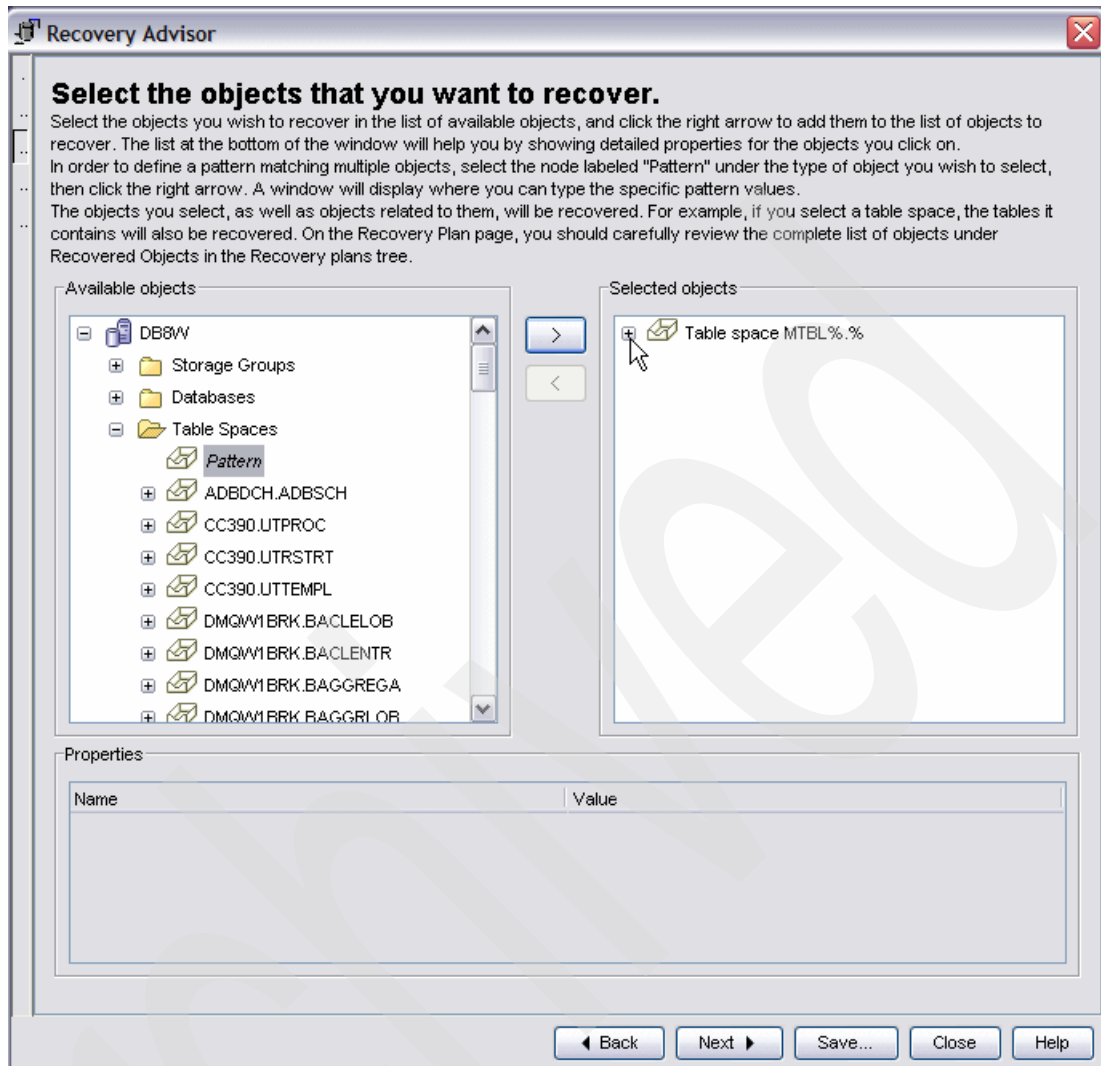 Recovery Advisor
Select the objects that you want to recover.
Select the objects you wish to recover in the list of available objects, and click the right arrow to add them to the list of objects to
recover. The list at the bottom of the window will help you by showing detailed properties for the objects you click on.
In order to define a pattern matching multiple objects, select the node labeled "Pattern" under the type of object you wish to select,
then click the right arrow. A window will display where you can type the specific pattern values.
The objects you select, as well as objects related to them, will be recovered. For example, if you select a table space, the tables it
contains will also be recovered. On the Recovery Plan page, you should carefully review the complete list of objects under
Recovered Objects in the Recovery plans tree.
Available objects
DB8W
Storage Groups
Databases
Table Spaces
Pattern
ADBDCH.ADBSCH
CC390.UTPROC
CC390.UTRSTRT
CC390.UTTEMPL
DMQW1BRK.BACLELOB
DMQW1BRK.BACLENTR
DMQW1BRK.BAGGREGA
DMQW1BRK.BAGGRLOB
>
<
Selected objects
Table space MTBL%.%
Properties
Name Value
Back Next Save... Close Help